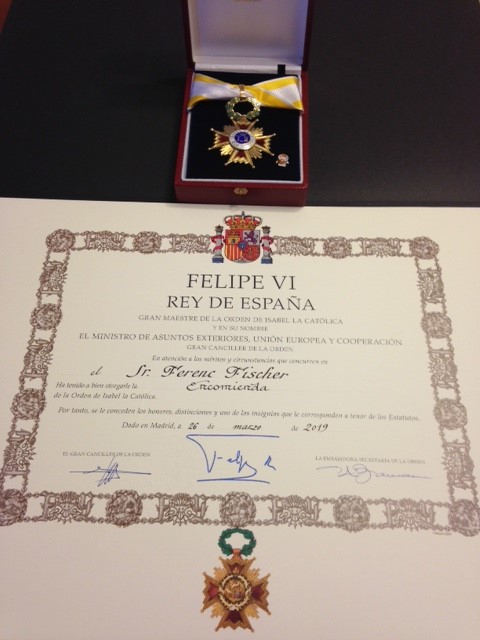 FELIPE VI
REY DE ESPAÑA
GRAN MAESTRE DE LA ORDEN DE ISABEL LA CATÓLICA
Y EN SU NOMBRE
EL MINISTRO DE ASUNTOS EXTERIORES, UNIÓN EUROPEA Y COOPERACIÓN
GRAN CANCILLER DE LA ORDEN
En atención a los méritos y circunstancias que concurren en
el Sr. Ferenc Fischer
Ha tenido a bien otorgarle la Encomienda
de la Orden de Isabel la Católica.
Por tanto, se le conceden los honores, distinciones y uso de las insignias que le corresponden a tenor de los Estatutos.
Dado en Madrid, a 26 de marzo de 2019
EL GRAN CANCILLER DE LA ORDEN
LA EMBAJADORA SECRETARIA DE LA ORDEN